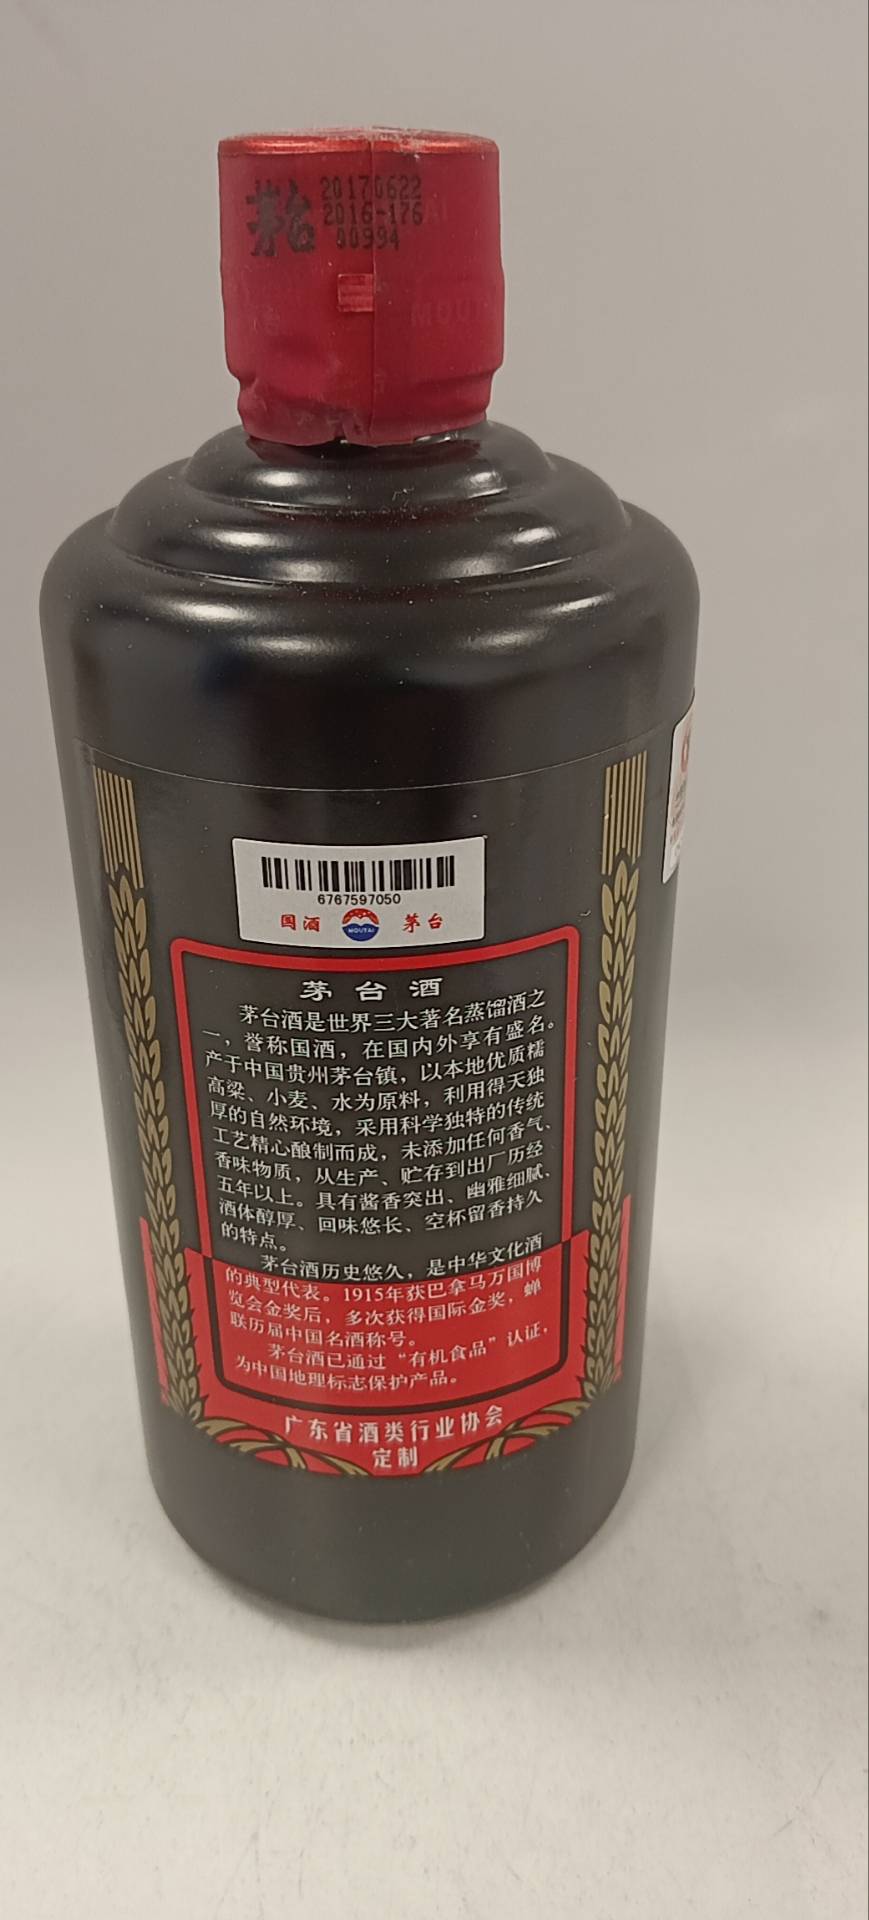 茅台
20170622
2016-176
00994
MOUT
6767597050
国酒 MOUTAI 茅台
茅台酒
茅台酒是世界三大著名蒸馏酒之
一，誉称国酒，在国内外享有盛名。
产于中国贵州茅台镇，以本地优质糯
高粱、小麦、水为原料，利用得天独
厚的自然环境，采用科学独特的传统
工艺精心酿制而成，未添加任何香气、
香味物质，从生产、贮存到出厂历经
五年以上。具有酱香突出、幽雅细腻、
酒体醇厚、回味悠长、空杯留香持久
的特点。
茅台酒历史悠久，是中华文化酒
的典型代表。1915年获巴拿马万国博
览会金奖后，多次获得国际金奖，蝉
联历届中国名酒称号。
茅台酒已通过“有机食品”认证，
为中国地理标志保护产品。
广东省酒类行业协会
定制